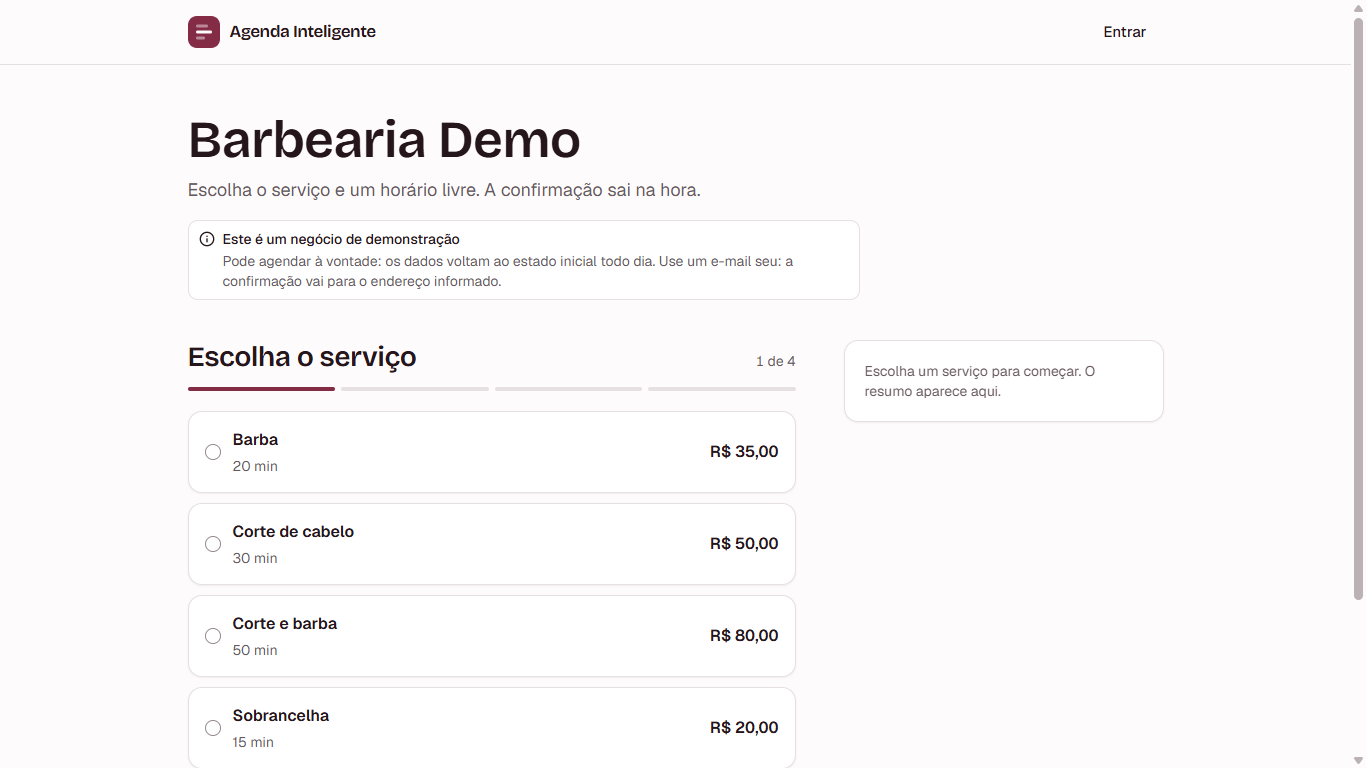 Agenda Inteligente
Entrar
Barbearia Demo
Escolha o serviço e um horário livre. A confirmação sai na hora.
Este é um negócio de demonstração
Pode agendar à vontade: os dados voltam ao estado inicial todo dia. Use um e-mail seu: a
confirmação vai para o endereço informado.
Escolha o serviço
1 de 4
Barba
20 min
R$ 35,00
Corte de cabelo
30 min
R$ 50,00
Corte e barba
50 min
R$ 80,00
Sobrancelha
15 min
R$ 20,00
Escolha um serviço para começar. O
resumo aparece aqui.